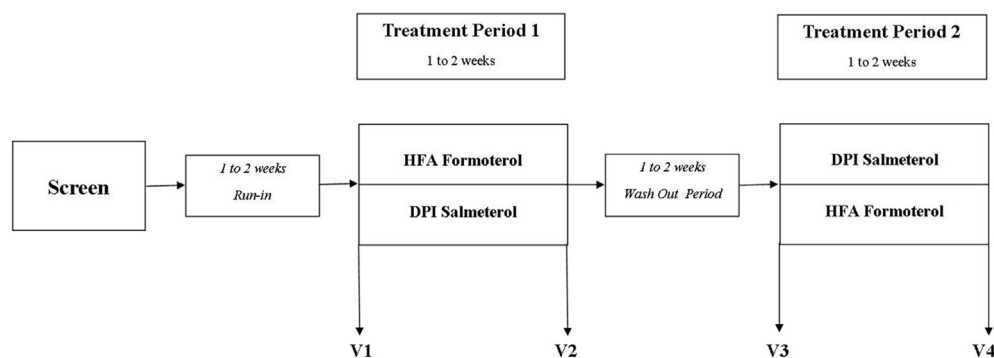 Treatment Period 1
1 to 2 weeks
Treatment Period 2
1 to 2 weeks
Screen
1 to 2 weeks
Run-in
HFA Formoterol
DPI Salmeterol
1 to 2 weeks
Wash Out Period
DPI Salmeterol
HFA Formoterol
V1
V2
V3
V4